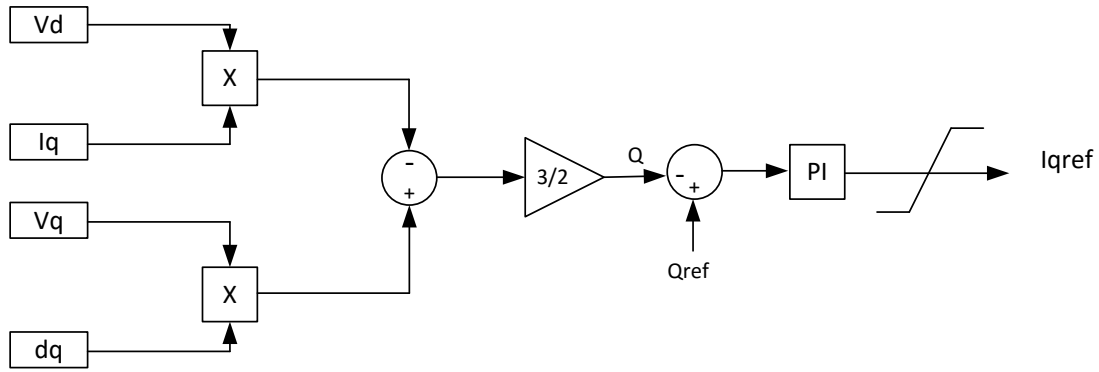 Vd
X
Iq
-
+
Vq
X
dq
3/2
Q
-
+
Qref
PI
Iqref